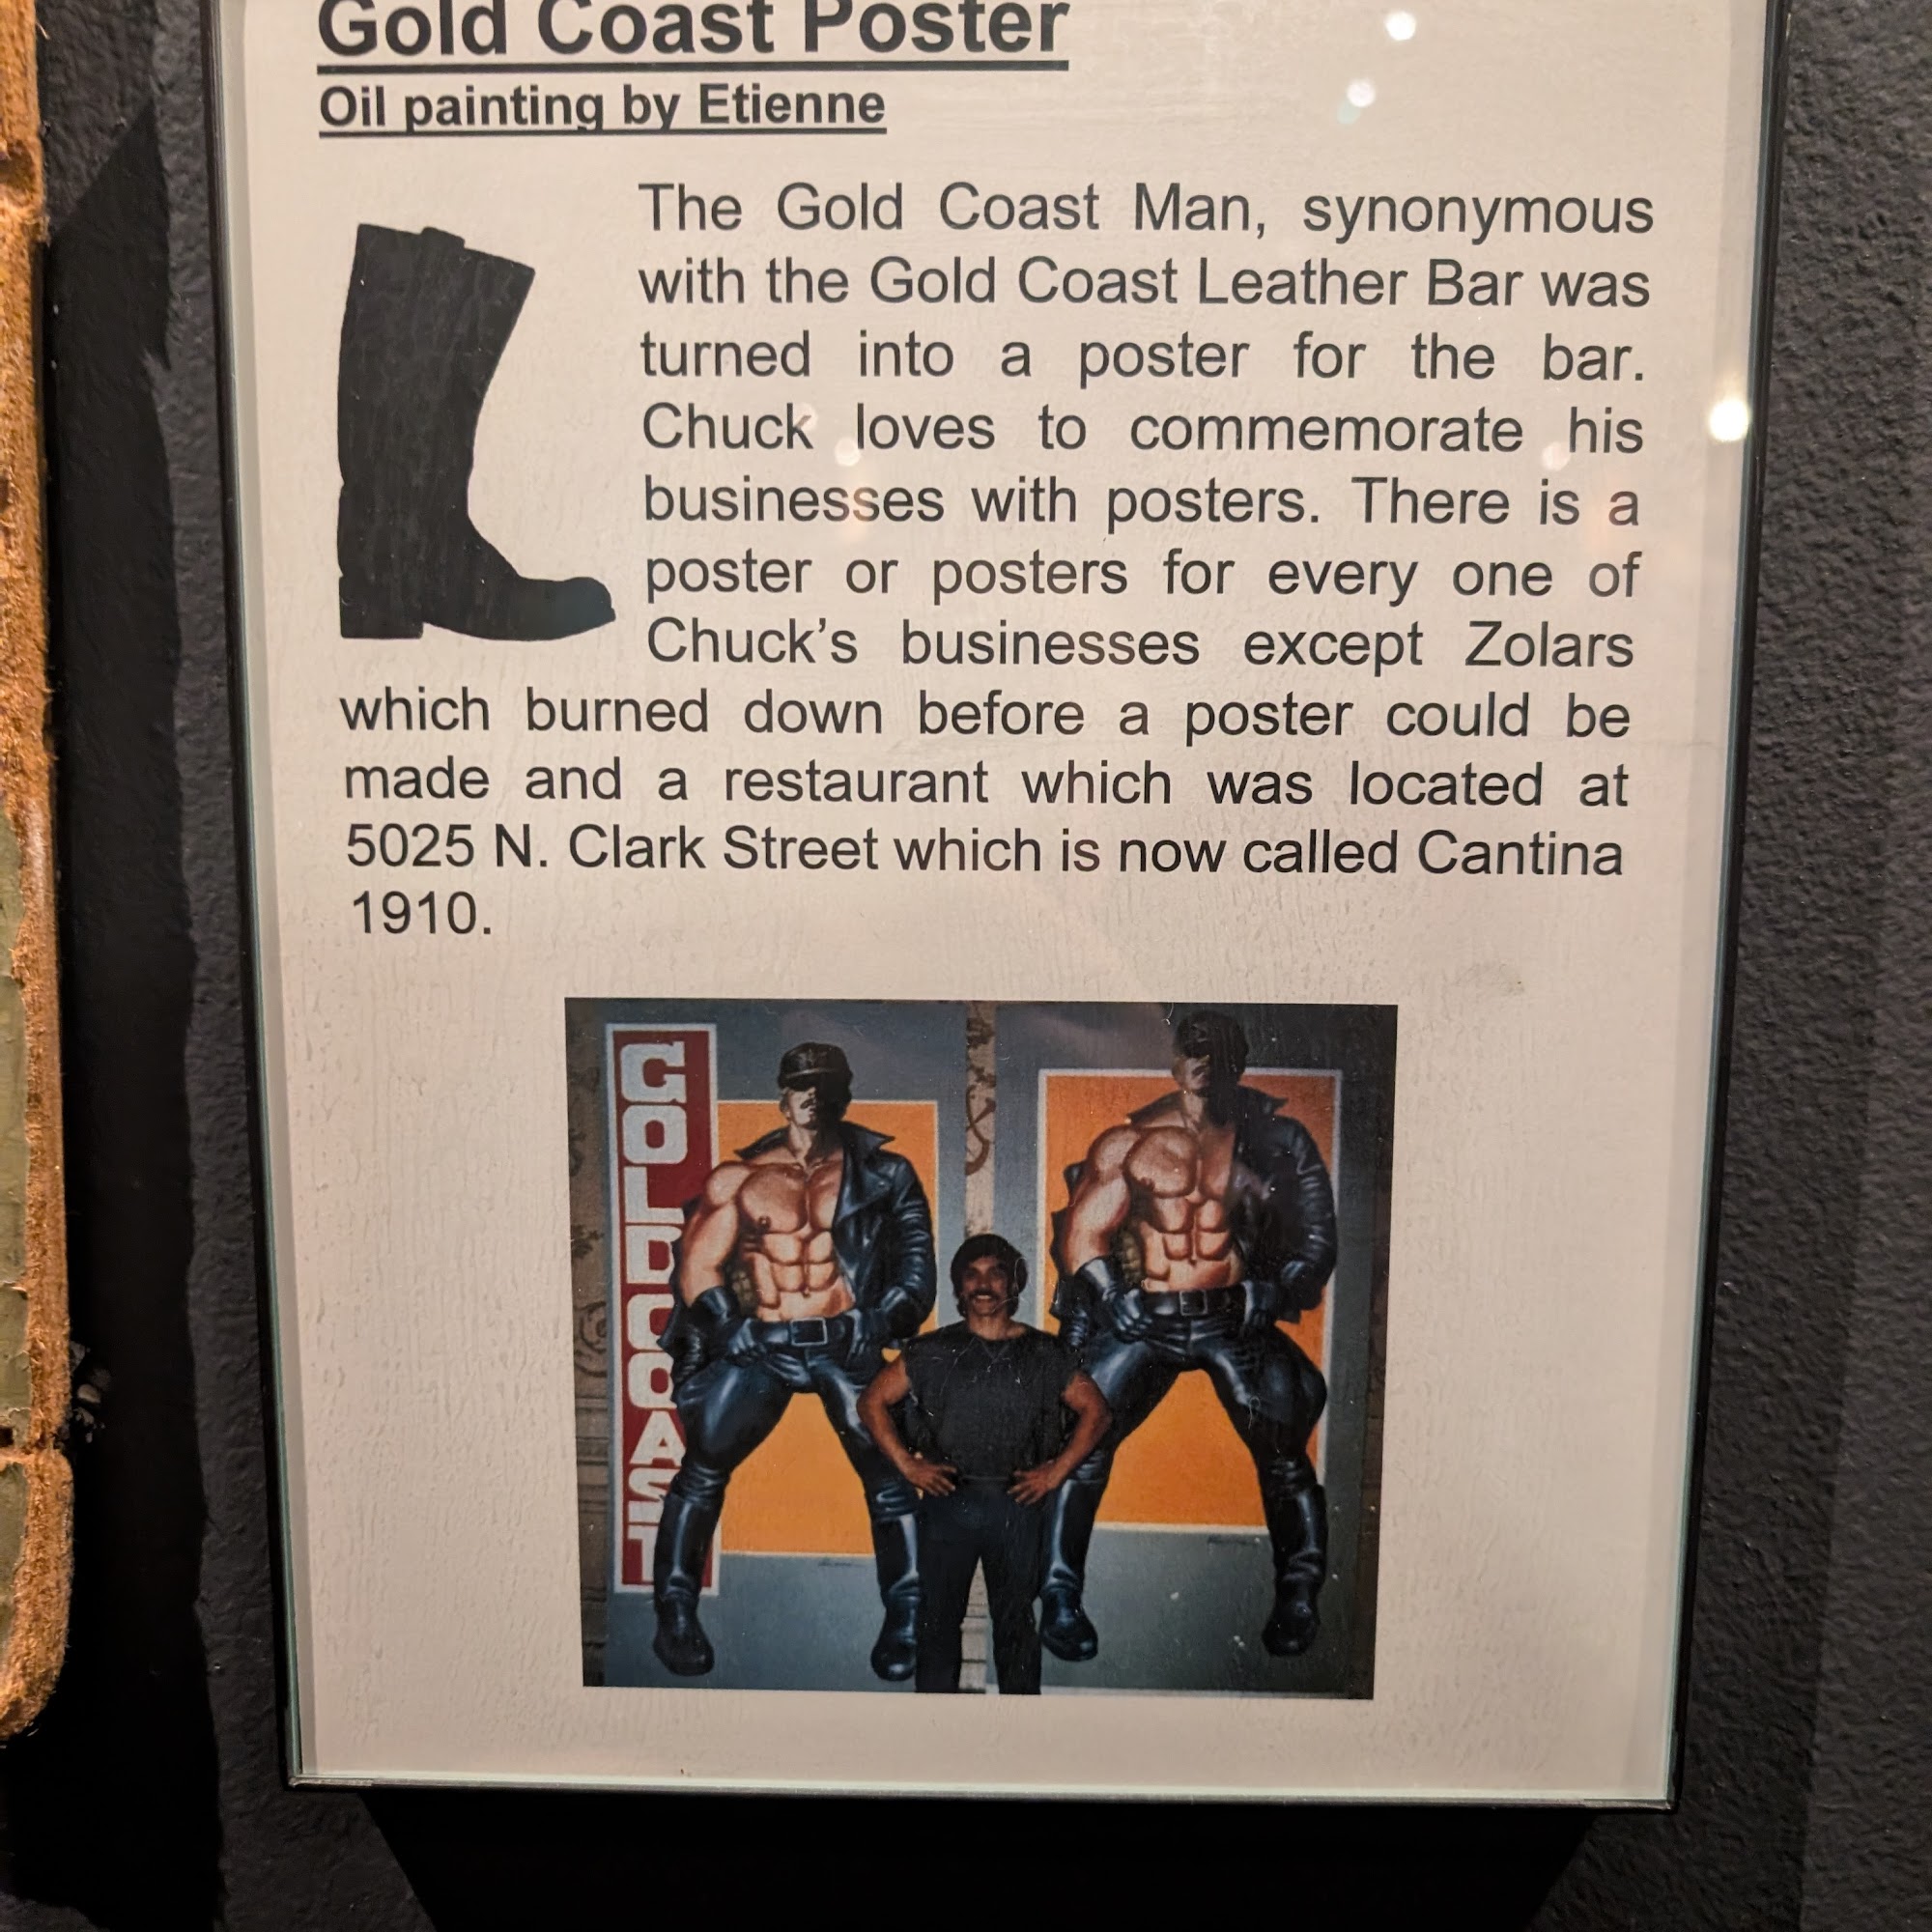 Gold Coast Poster
Oil painting by Etienne
The Gold Coast Man, synonymous
with the Gold Coast Leather Bar was
turned into a poster for the bar.
Chuck loves to commemorate his
businesses with posters. There is a
poster or posters for every one of
Chuck's businesses except Zolars
which burned down before a poster could be
made and a restaurant which was located at
5025 N. Clark Street which is now called Cantina
1910.
GOLD COAST